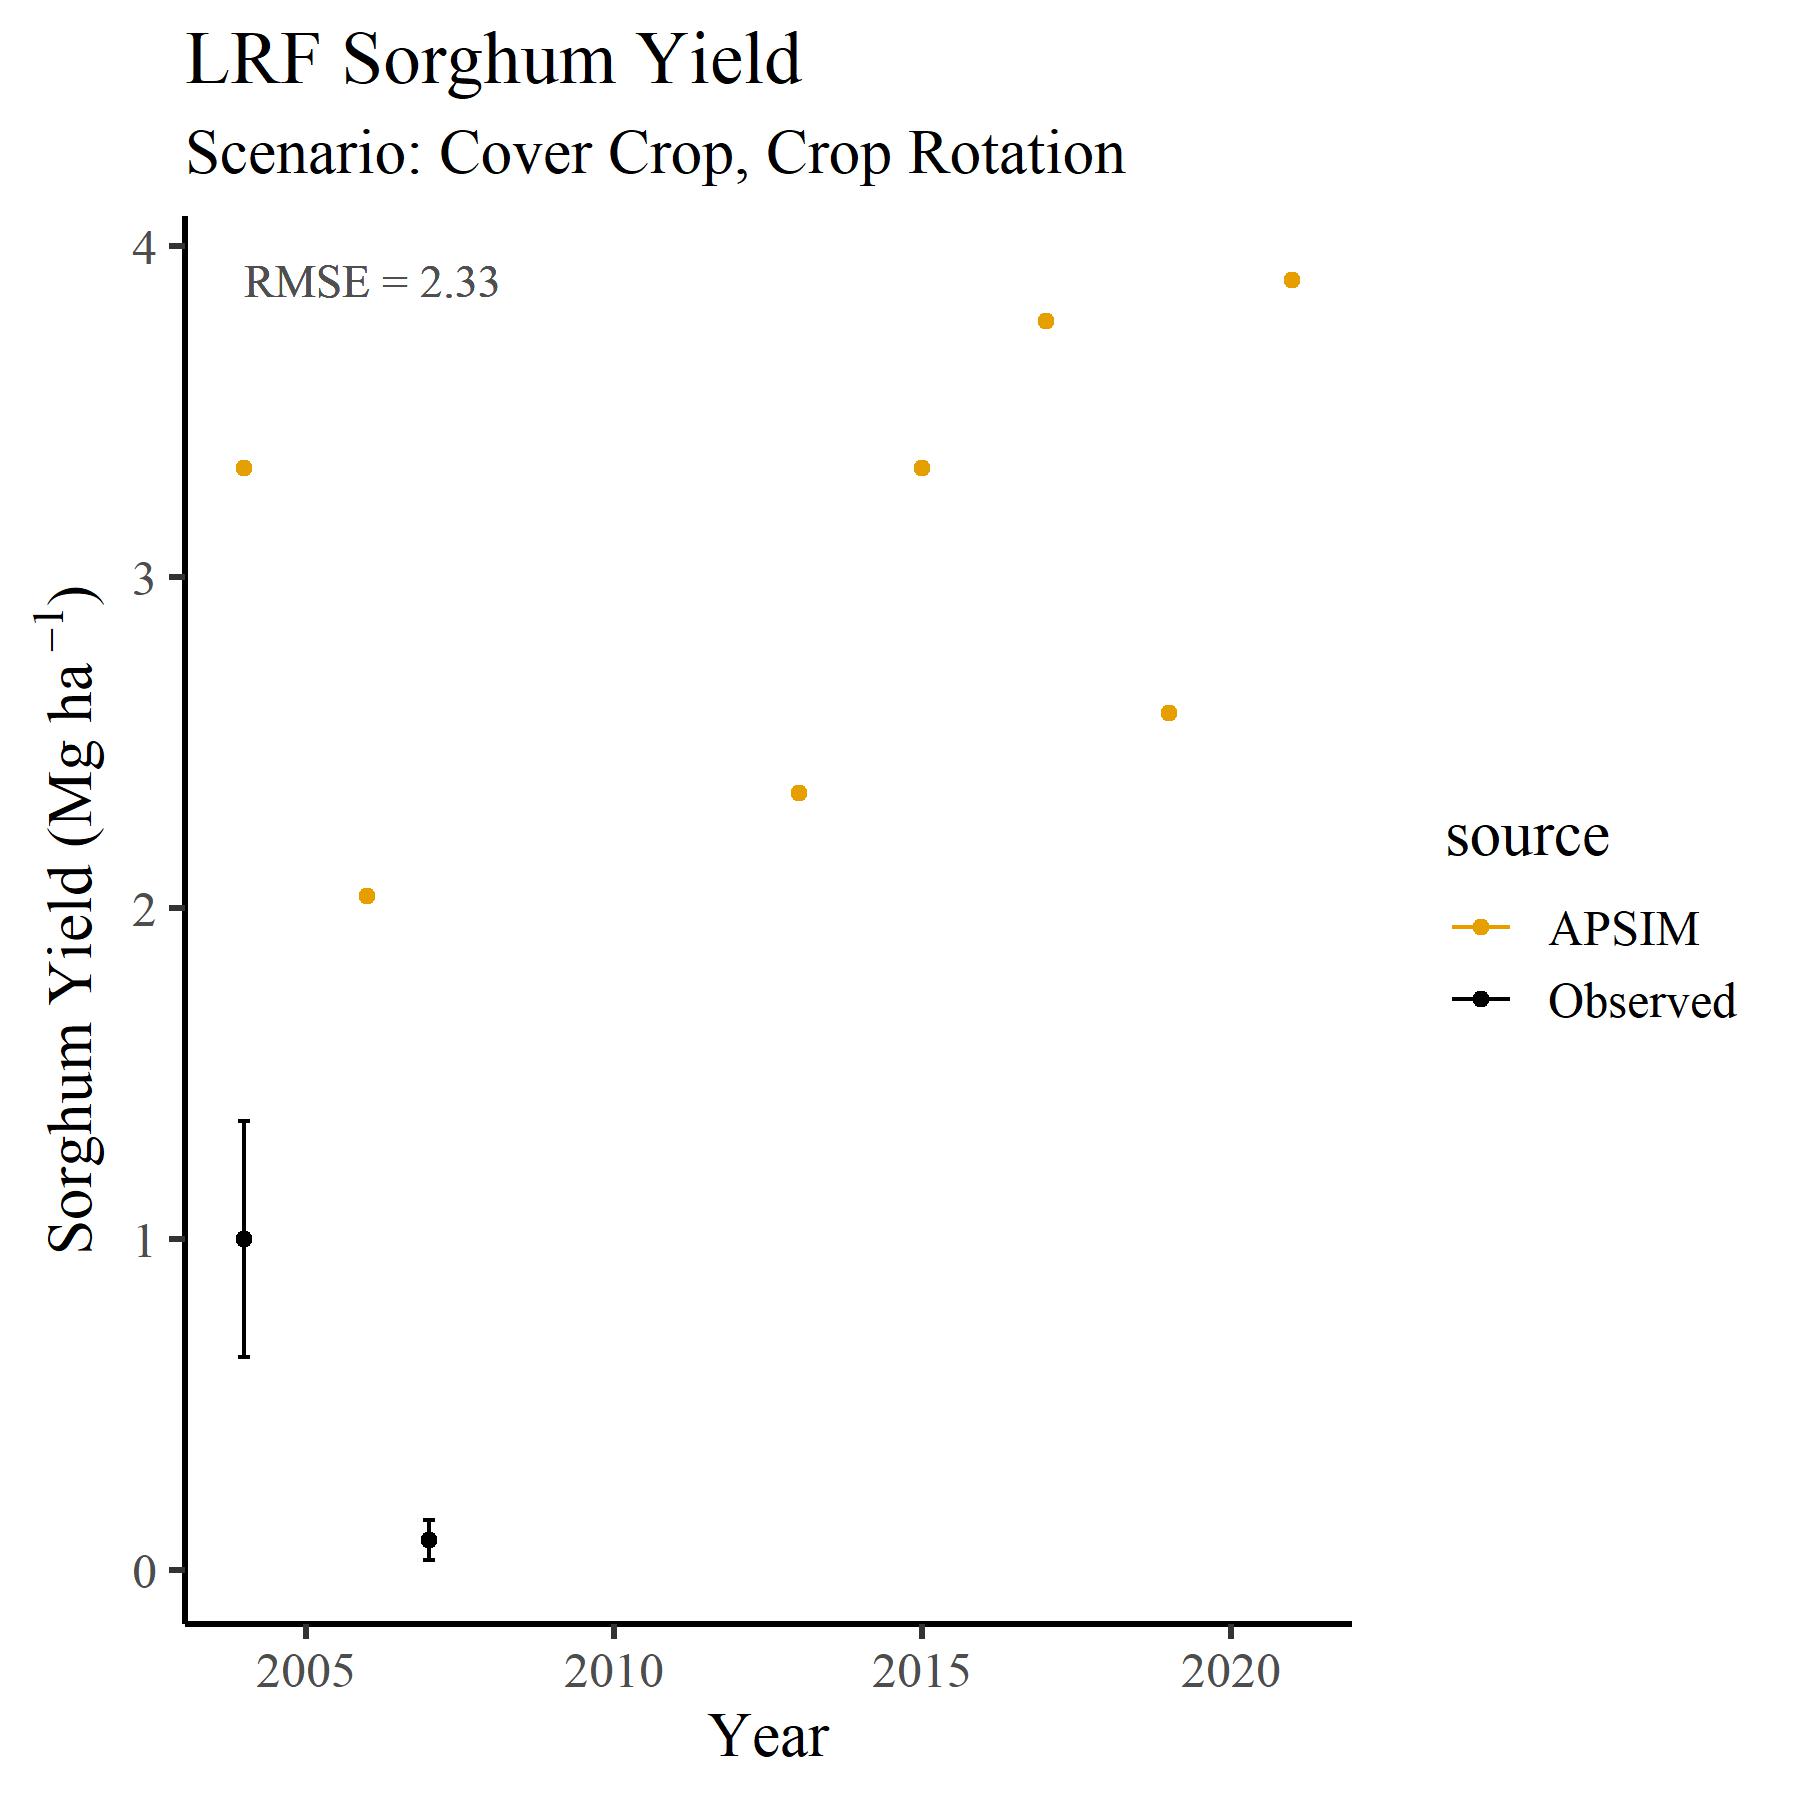 LRF Sorghum Yield
Scenario: Cover Crop, Crop Rotation
RMSE = 2.33
4
3
2
1
0
Sorghum Yield (Mg ha⁻¹)
2005 2010 2015 2020
Year
source
APSIM
Observed